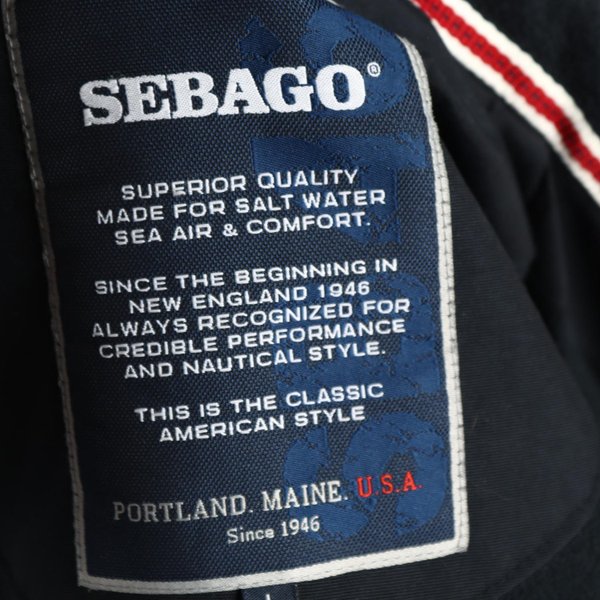 SEBAGO®
SUPERIOR QUALITY
MADE FOR SALT WATER
SEA AIR & COMFORT.
SINCE THE BEGINNING IN
NEW ENGLAND 1946
ALWAYS RECOGNIZED FOR
CREDIBLE PERFORMANCE
AND NAUTICAL STYLE.
THIS IS THE CLASSIC
AMERICAN STYLE
PORTLAND. MAINE. U.S.A.
Since 1946